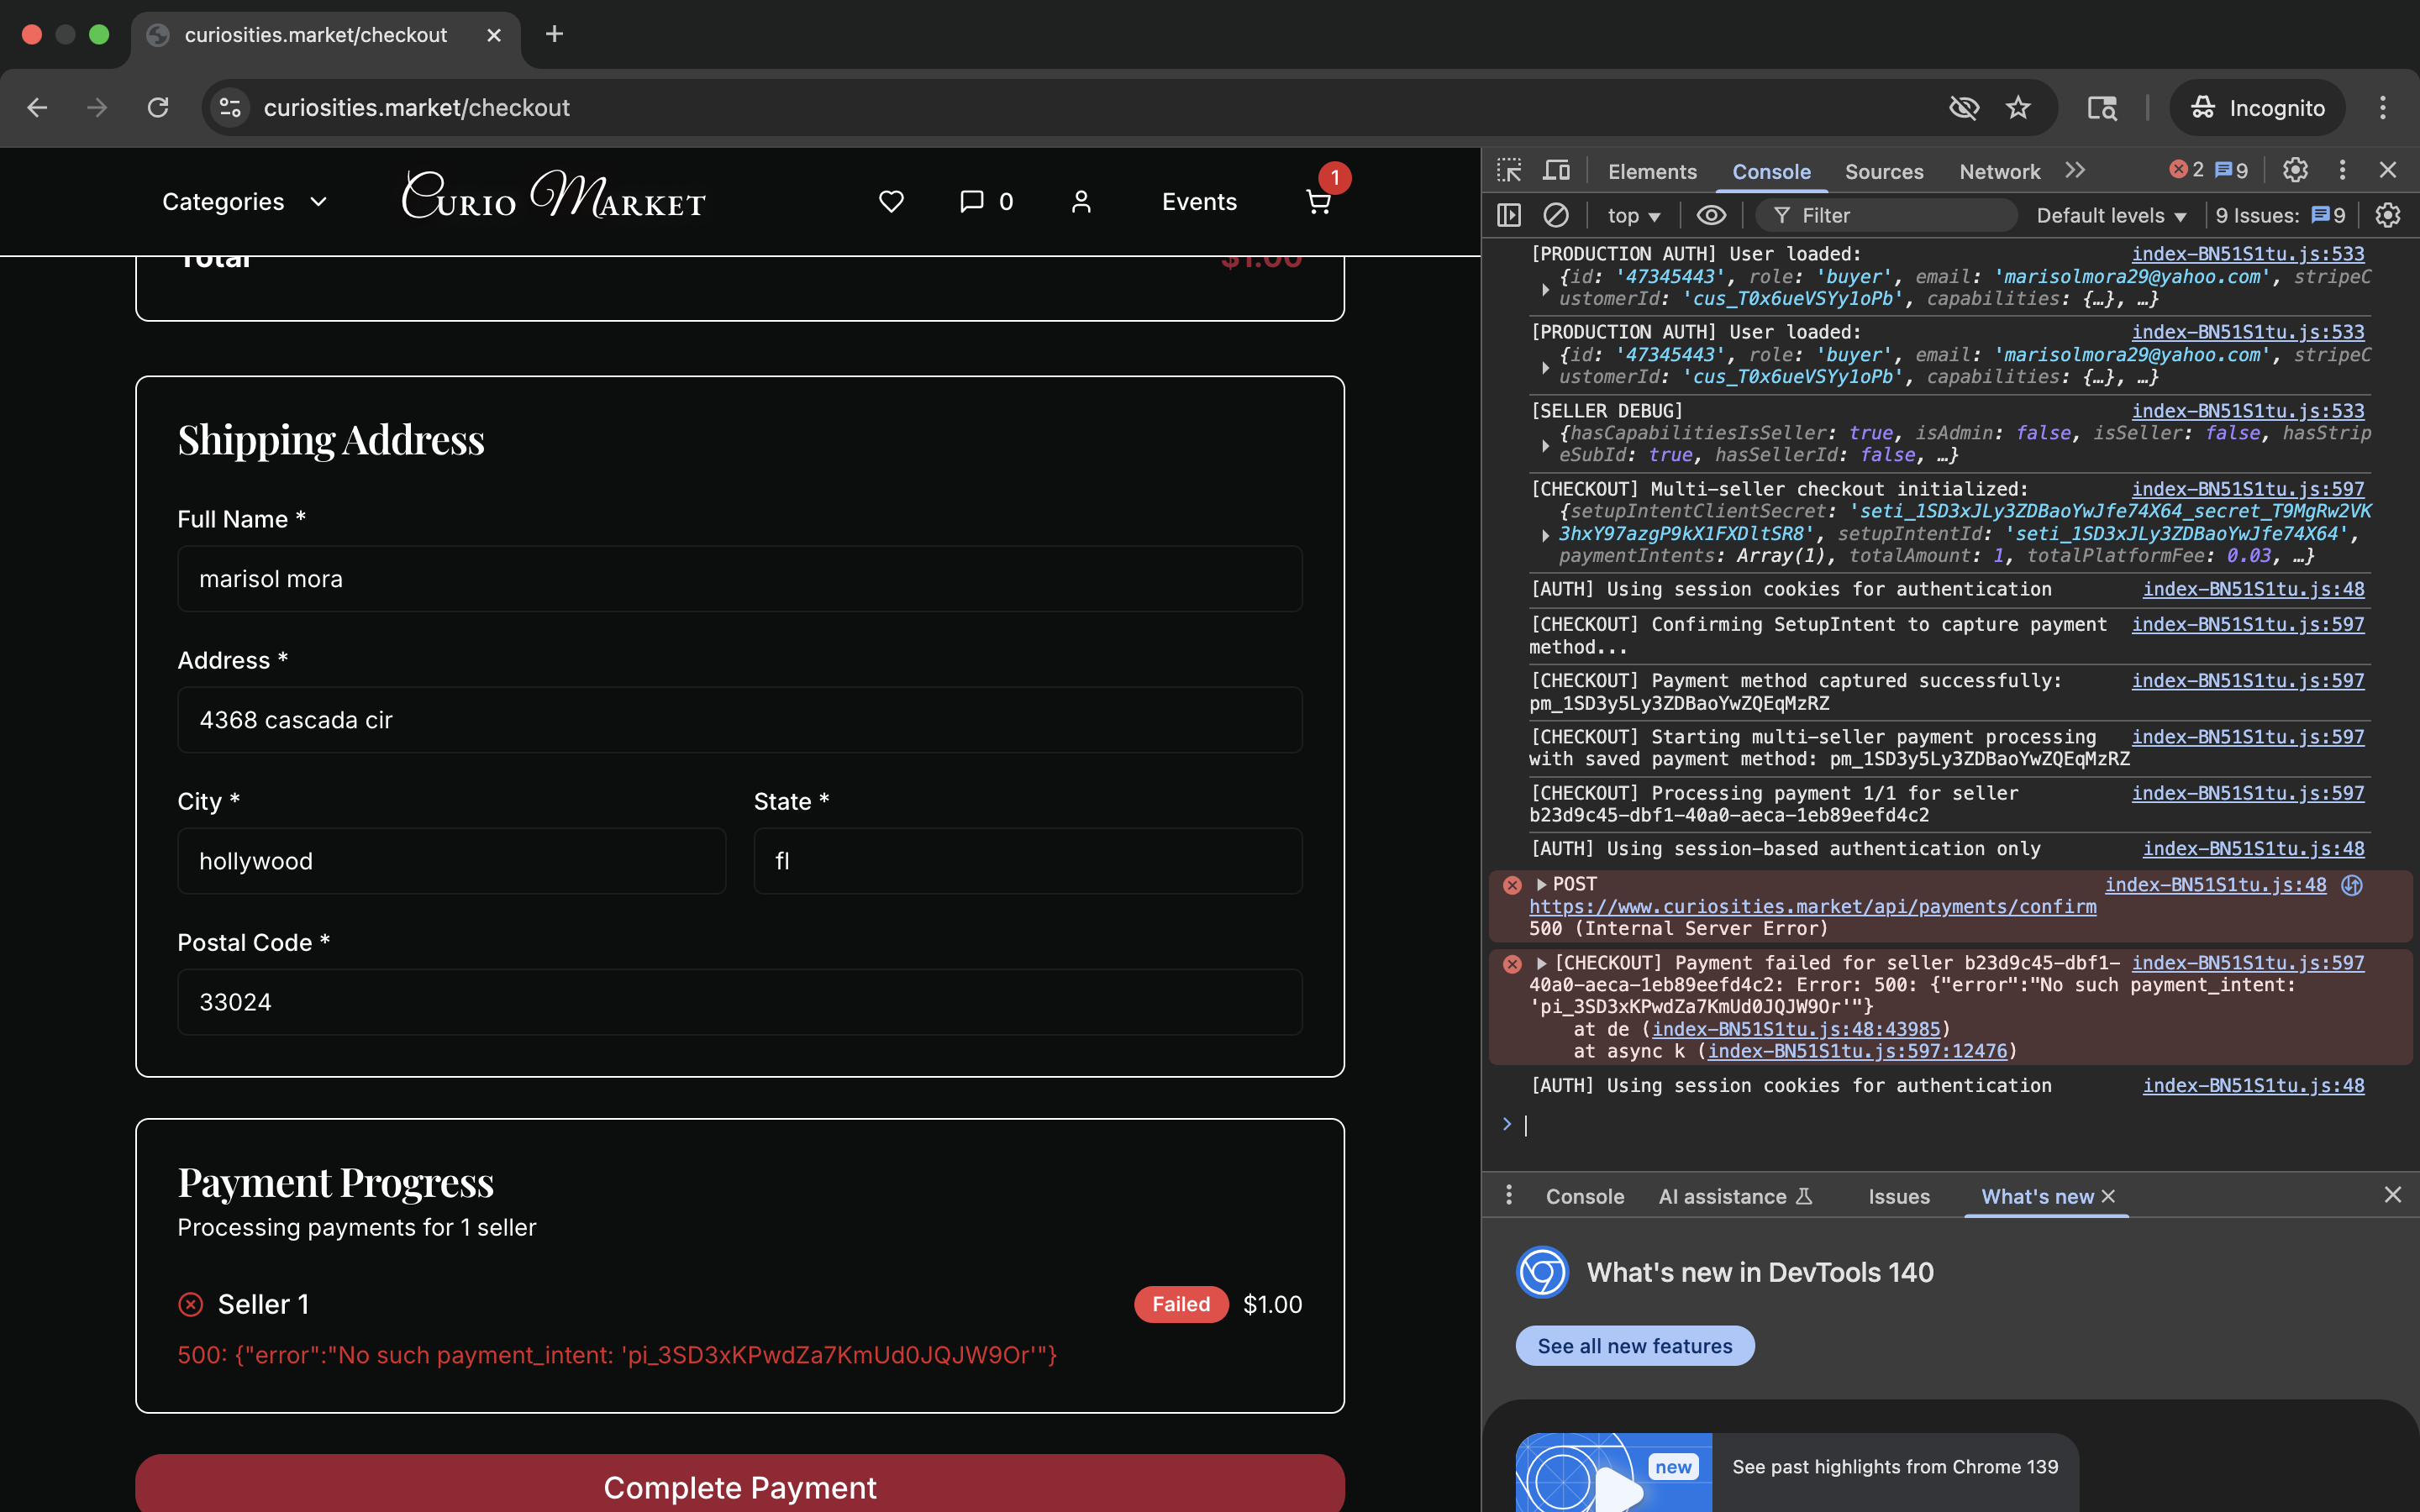 curiosities.market/checkout
curiosities.market/checkout
Incognito
Categories
Curio Market
0
Events
1
Total
$1.00
Shipping Address
Full Name *
marisol mora
Address *
4368 cascada cir
City *
State *
hollywood
fl
Postal Code *
33024
Payment Progress
Processing payments for 1 seller
Seller 1
Failed
$1.00
500: {"error":"No such payment_intent: 'pi_3SD3xKPwdZa7KmUd0JQJW9Or'"}
Complete Payment
Elements
Console
Sources
Network
2
9
top
Filter
Default levels
9 Issues:
9
[PRODUCTION AUTH] User loaded:
index-BN51S1tu.js:533
{id: '47345443', role: 'buyer', email: 'marisolmora29@yahoo.com', stripeC
ustomerId: 'cus_T0x6ueVSYy1oPb', capabilities: {…}, …}
[PRODUCTION AUTH] User loaded:
index-BN51S1tu.js:533
{id: '47345443', role: 'buyer', email: 'marisolmora29@yahoo.com', stripeC
ustomerId: 'cus_T0x6ueVSYy1oPb', capabilities: {…}, …}
[SELLER DEBUG]
index-BN51S1tu.js:533
{hasCapabilitiesIsSeller: true, isAdmin: false, isSeller: false, hasStrip
eSubId: true, hasSellerId: false, …}
[CHECKOUT] Multi-seller checkout initialized:
index-BN51S1tu.js:597
{setupIntentClientSecret: 'seti_1SD3xJLy3ZDBaoYwJfe74X64_secret_T9MgRw2VK
3hxY97azgP9kX1FXDltSR8', setupIntentId: 'seti_1SD3xJLy3ZDBaoYwJfe74X64',
paymentIntents: Array(1), totalAmount: 1, totalPlatformFee: 0.03, …}
[AUTH] Using session cookies for authentication
index-BN51S1tu.js:48
[CHECKOUT] Confirming SetupIntent to capture payment
index-BN51S1tu.js:597
method...
[CHECKOUT] Payment method captured successfully:
index-BN51S1tu.js:597
pm_1SD3y5Ly3ZDBaoYwZQEqMzRZ
[CHECKOUT] Starting multi-seller payment processing
index-BN51S1tu.js:597
with saved payment method: pm_1SD3y5Ly3ZDBaoYwZQEqMzRZ
[CHECKOUT] Processing payment 1/1 for seller
index-BN51S1tu.js:597
b23d9c45-dbf1-40a0-aeca-1eb89eefd4c2
[AUTH] Using session-based authentication only
index-BN51S1tu.js:48
POST
index-BN51S1tu.js:48
https://www.curiosities.market/api/payments/confirm
500 (Internal Server Error)
[CHECKOUT] Payment failed for seller b23d9c45-dbf1-
index-BN51S1tu.js:597
40a0-aeca-1eb89eefd4c2: Error: 500: {"error":"No such payment_intent:
'pi_3SD3xKPwdZa7KmUd0JQJW9Or'"}
at de (index-BN51S1tu.js:48:43985)
at async k (index-BN51S1tu.js:597:12476)
[AUTH] Using session cookies for authentication
index-BN51S1tu.js:48
Console
AI assistance
Issues
What's new
What's new in DevTools 140
See all new features
new
See past highlights from Chrome 139